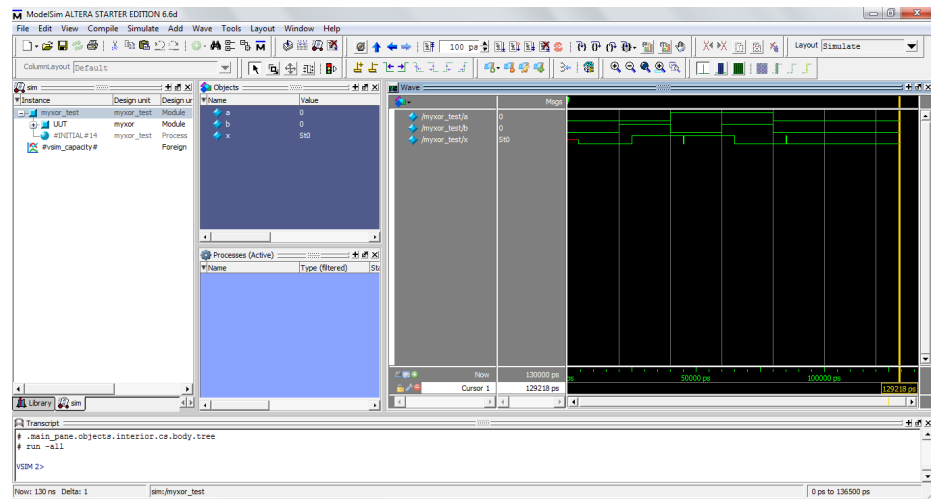 ModelSim ALTERA STARTER EDITION 6.6d
File Edit View Compile Simulate Add Wave Tools Layout Window Help
100 ps
Layout Simulate
ColumnLayout Default
sim
Instance Design unit Design ur
myxor_test myxor_test Module
UUT myxor Module
#INITIAL#14 myxor_test Process
#vsim_capacity# Foreign
Library sim
Objects
Name Value
a 0
b 0
x St0
Processes (Active)
Name Type (filtered) Sta
Wave
Msgs
/myxor_test/a 0
/myxor_test/b 0
/myxor_test/x St0
Now 130000 ps
ps 50000 ps 100000 ps
Cursor 1 129218 ps
129218 ps
Transcript
# .main_pane.objects.interior.cs.body.tree
# run -all
VSIM 2>
Now: 130 ns Delta: 1 sim:/myxor_test 0 ps to 136500 ps